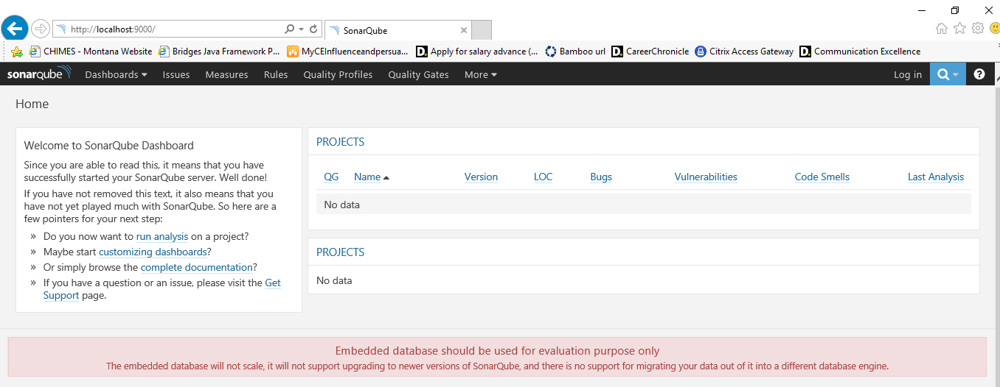 http://localhost:9000/
SonarQube
CHIMES - Montana Website
Bridges Java Framework P...
MyCEInfluenceandpersua...
Apply for salary advance (...
Bamboo url
CareerChronicle
Citrix Access Gateway
Communication Excellence
sonarqube
Dashboards
Issues
Measures
Rules
Quality Profiles
Quality Gates
More
Log in
Home
Welcome to SonarQube Dashboard
Since you are able to read this, it means that you have
successfully started your SonarQube server. Well done!
If you have not removed this text, it also means that you
have not yet played much with SonarQube. So here are a
few pointers for your next step:
» Do you now want to run analysis on a project?
» Maybe start customizing dashboards?
» Or simply browse the complete documentation?
» If you have a question or an issue, please visit the Get
Support page.
PROJECTS
QG Name Version LOC Bugs Vulnerabilities Code Smells Last Analysis
No data
PROJECTS
No data
Embedded database should be used for evaluation purpose only
The embedded database will not scale, it will not support upgrading to newer versions of SonarQube, and there is no support for migrating your data out of it into a different database engine.